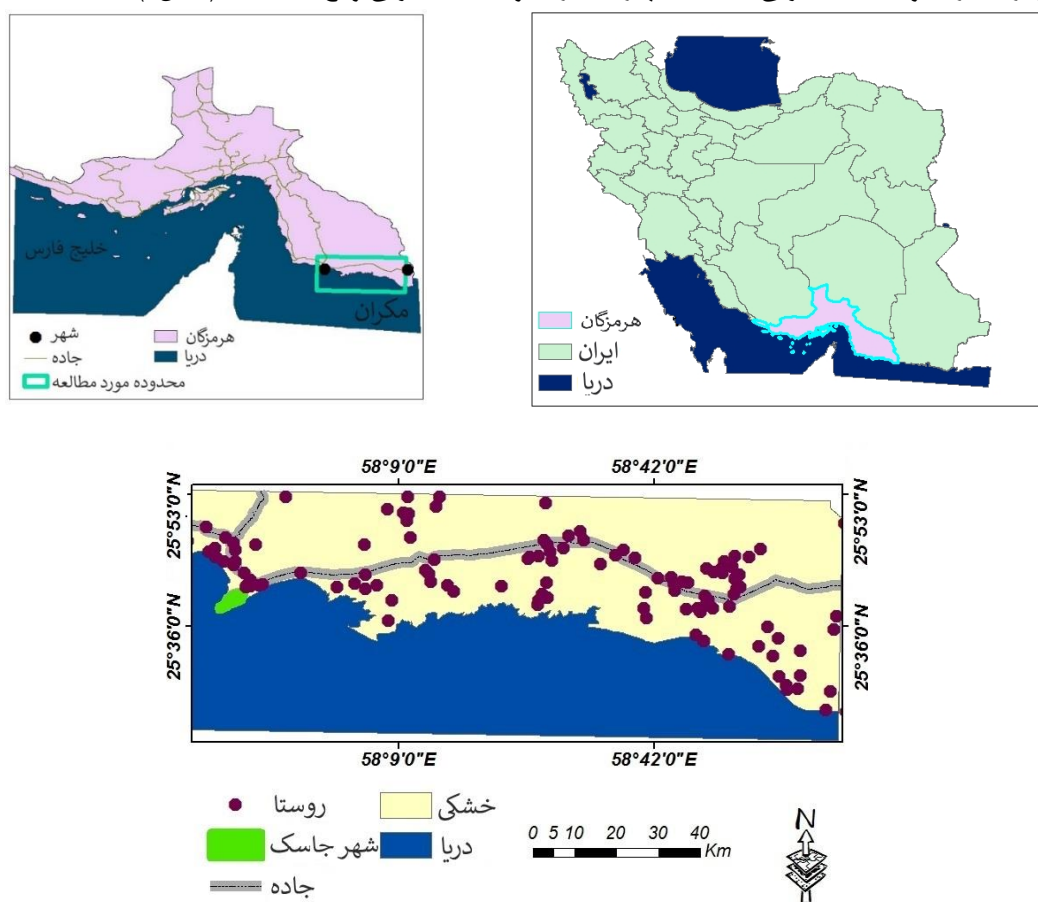 خلیج فارس
مکران
شهر
هرمزگان
جاده
دریا
محدوده مورد مطالعه
هرمزگان
ایران
دریا
58°9'0"E 58°42'0"E
25°53'0"N 25°53'0"N
25°36'0"N 25°36'0"N
58°9'0"E 58°42'0"E
روستا
خشکی
شهر جاسک
دریا
جاده
0 5 10 20 30 40
Km
N